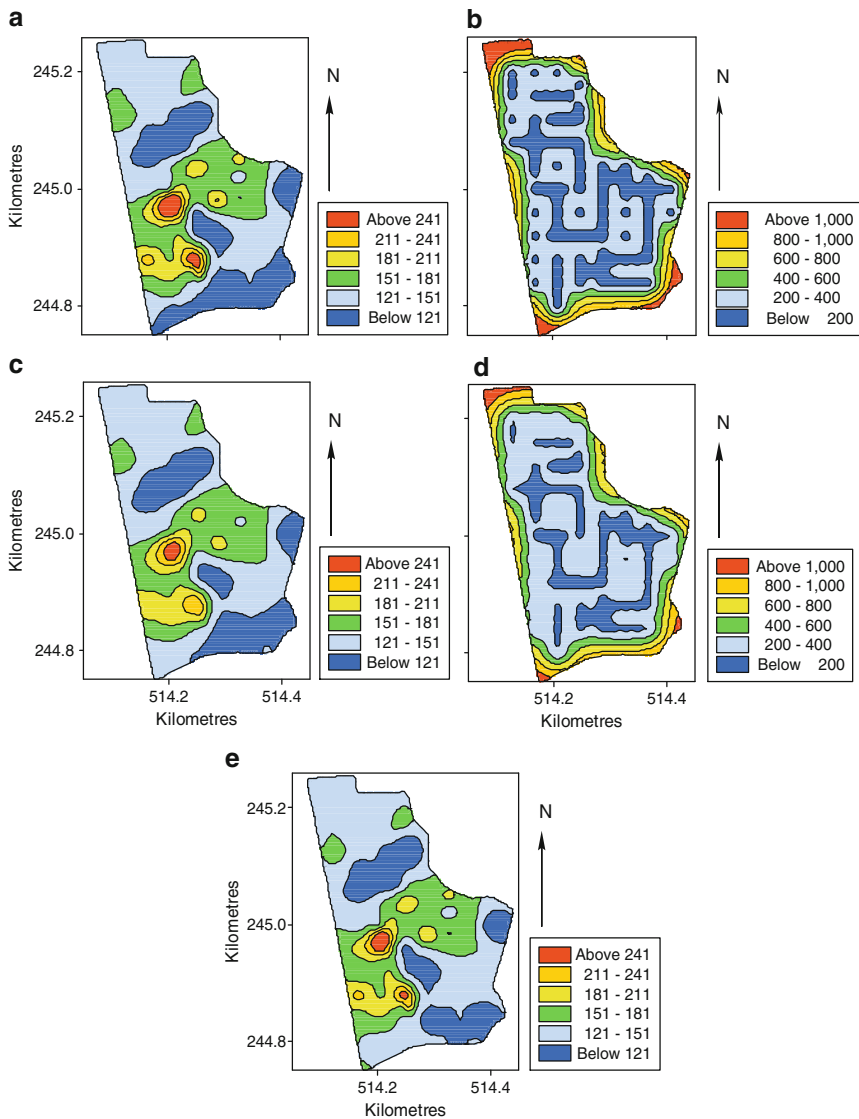 a
245.2
245.0
244.8
Kilometres
N
Above 241
211 - 241
181 - 211
151 - 181
121 - 151
Below 121
b
N
Above 1,000
800 - 1,000
600 - 800
400 - 600
200 - 400
Below 200
c
245.2
245.0
244.8
Kilometres
514.2
514.4
Kilometres
N
Above 241
211 - 241
181 - 211
151 - 181
121 - 151
Below 121
d
514.2
514.4
Kilometres
N
Above 1,000
800 - 1,000
600 - 800
400 - 600
200 - 400
Below 200
e
245.2
245.0
244.8
Kilometres
514.2
514.4
Kilometres
N
Above 241
211 - 241
181 - 211
151 - 181
121 - 151
Below 121